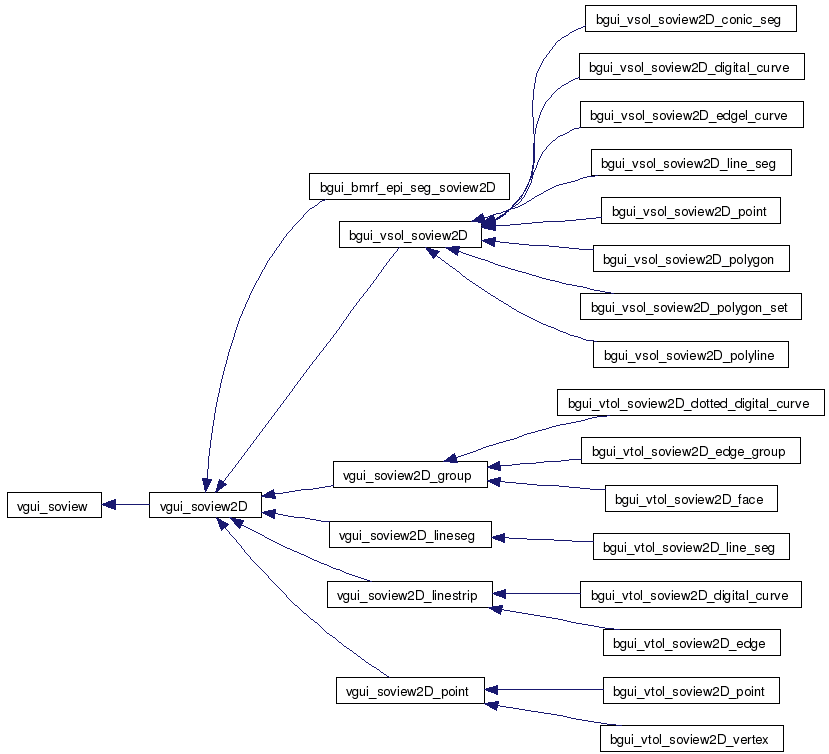 bgui_vsol_soview2D_conic_seg
bgui_vsol_soview2D_digital_curve
bgui_vsol_soview2D_edgel_curve
bgui_vsol_soview2D_line_seg
bgui_bmrf_epi_seg_soview2D
bgui_vsol_soview2D_point
bgui_vsol_soview2D
bgui_vsol_soview2D_polygon
bgui_vsol_soview2D_polygon_set
bgui_vsol_soview2D_polyline
bgui_vtol_soview2D_dotted_digital_curve
bgui_vtol_soview2D_edge_group
vgui_soview2D_group
bgui_vtol_soview2D_face
vgui_soview
vgui_soview2D
vgui_soview2D_lineseg
bgui_vtol_soview2D_line_seg
vgui_soview2D_linestrip
bgui_vtol_soview2D_digital_curve
bgui_vtol_soview2D_edge
vgui_soview2D_point
bgui_vtol_soview2D_point
bgui_vtol_soview2D_vertex